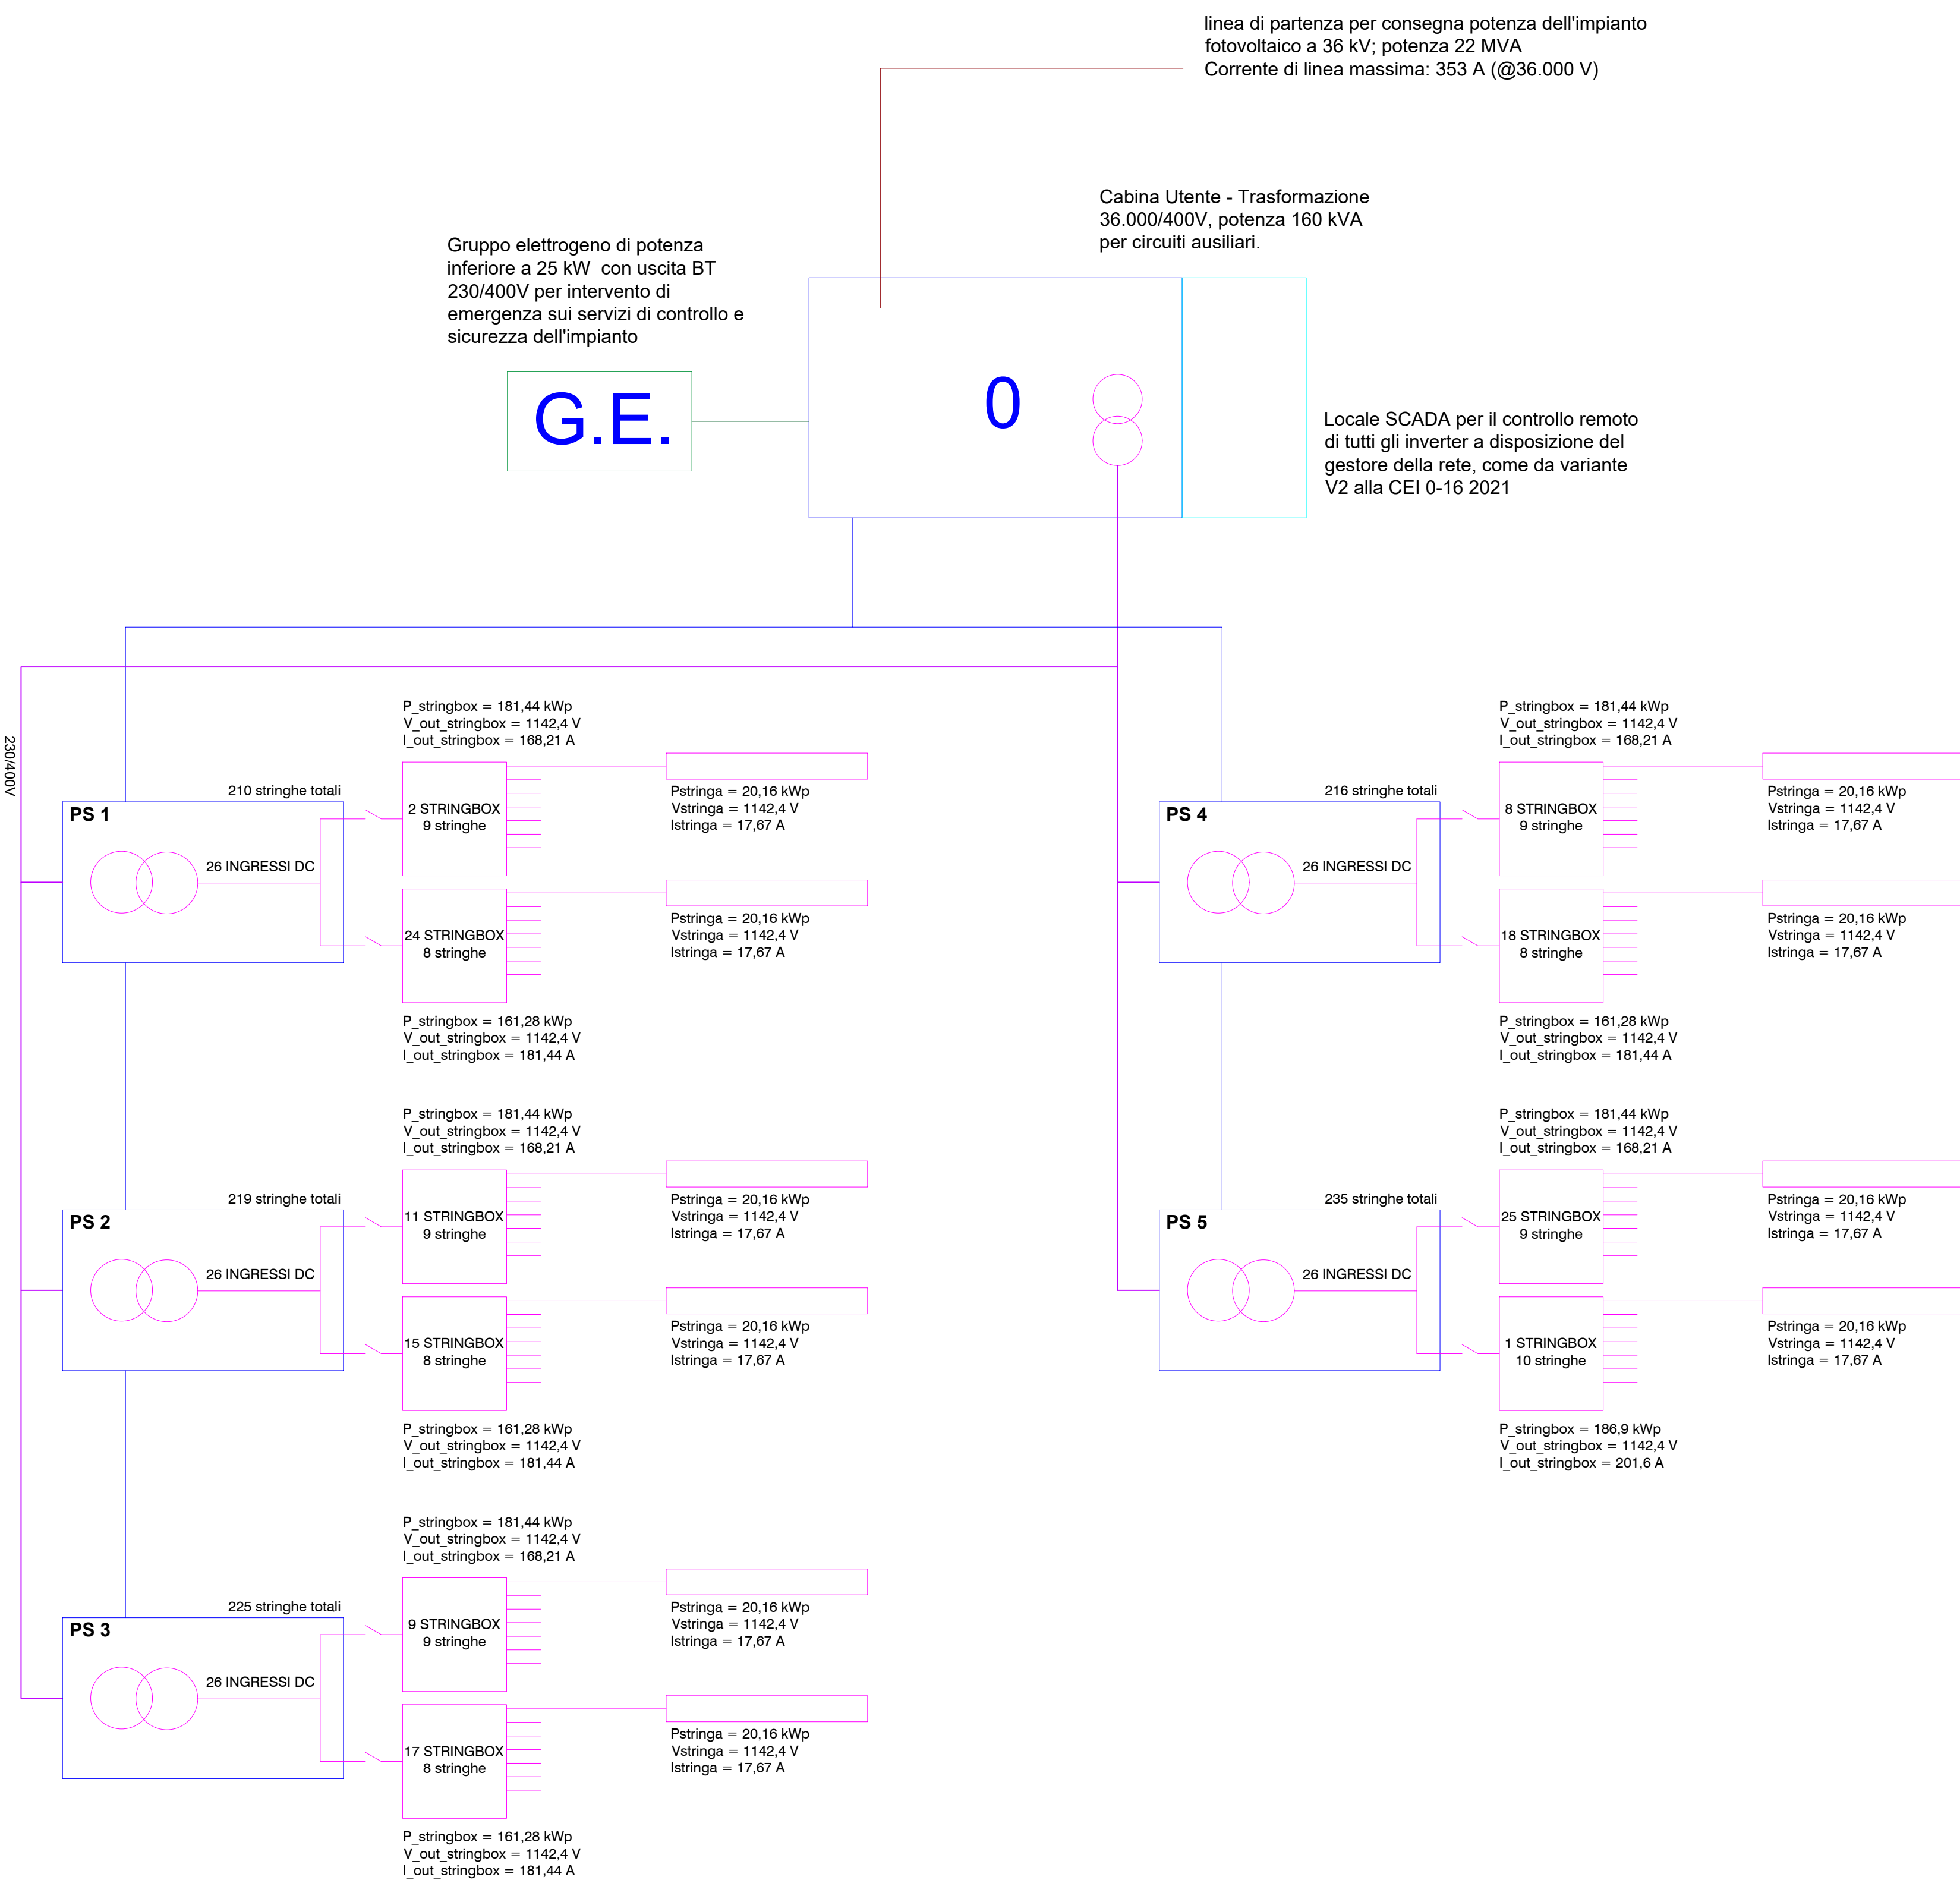 linea di partenza per consegna potenza dell'impianto
fotovoltaico a 36 kV; potenza 22 MVA
Corrente di linea massima: 353 A (@36.000 V)
Cabina Utente - Trasformazione
36.000/400V, potenza 160 kVA
per circuiti ausiliari.
Gruppo elettrogeno di potenza
inferiore a 25 kW con uscita BT
230/400V per intervento di
emergenza sui servizi di controllo e
sicurezza dell'impianto
G.E.
0
Locale SCADA per il controllo remoto
di tutti gli inverter a disposizione del
gestore della rete, come da variante
V2 alla CEI 0-16 2021
230/400V
P_stringbox = 181,44 kWp
V_out_stringbox = 1142,4 V
I_out_stringbox = 168,21 A
210 stringhe totali
PS 1
26 INGRESSI DC
2 STRINGBOX
9 stringhe
Pstringa = 20,16 kWp
Vstringa = 1142,4 V
Istringa = 17,67 A
24 STRINGBOX
8 stringhe
Pstringa = 20,16 kWp
Vstringa = 1142,4 V
Istringa = 17,67 A
P_stringbox = 161,28 kWp
V_out_stringbox = 1142,4 V
I_out_stringbox = 181,44 A
P_stringbox = 181,44 kWp
V_out_stringbox = 1142,4 V
I_out_stringbox = 168,21 A
219 stringhe totali
PS 2
26 INGRESSI DC
11 STRINGBOX
9 stringhe
Pstringa = 20,16 kWp
Vstringa = 1142,4 V
Istringa = 17,67 A
15 STRINGBOX
8 stringhe
Pstringa = 20,16 kWp
Vstringa = 1142,4 V
Istringa = 17,67 A
P_stringbox = 161,28 kWp
V_out_stringbox = 1142,4 V
I_out_stringbox = 181,44 A
P_stringbox = 181,44 kWp
V_out_stringbox = 1142,4 V
I_out_stringbox = 168,21 A
225 stringhe totali
PS 3
26 INGRESSI DC
9 STRINGBOX
9 stringhe
Pstringa = 20,16 kWp
Vstringa = 1142,4 V
Istringa = 17,67 A
17 STRINGBOX
8 stringhe
Pstringa = 20,16 kWp
Vstringa = 1142,4 V
Istringa = 17,67 A
P_stringbox = 161,28 kWp
V_out_stringbox = 1142,4 V
I_out_stringbox = 181,44 A
P_stringbox = 181,44 kWp
V_out_stringbox = 1142,4 V
I_out_stringbox = 168,21 A
216 stringhe totali
PS 4
26 INGRESSI DC
8 STRINGBOX
9 stringhe
Pstringa = 20,16 kWp
Vstringa = 1142,4 V
Istringa = 17,67 A
18 STRINGBOX
8 stringhe
Pstringa = 20,16 kWp
Vstringa = 1142,4 V
Istringa = 17,67 A
P_stringbox = 161,28 kWp
V_out_stringbox = 1142,4 V
I_out_stringbox = 181,44 A
P_stringbox = 181,44 kWp
V_out_stringbox = 1142,4 V
I_out_stringbox = 168,21 A
235 stringhe totali
PS 5
26 INGRESSI DC
25 STRINGBOX
9 stringhe
Pstringa = 20,16 kWp
Vstringa = 1142,4 V
Istringa = 17,67 A
1 STRINGBOX
10 stringhe
Pstringa = 20,16 kWp
Vstringa = 1142,4 V
Istringa = 17,67 A
P_stringbox = 186,9 kWp
V_out_stringbox = 1142,4 V
I_out_stringbox = 201,6 A